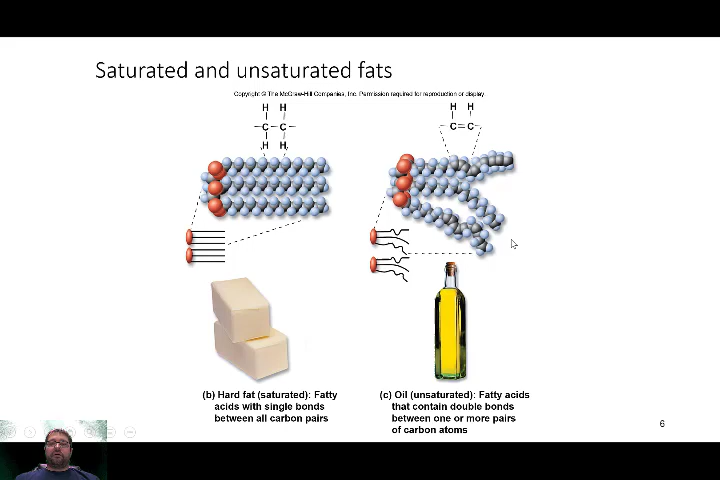 Saturated and unsaturated fats
Copyright © The McGraw-Hill Companies, Inc. Permission required for reproduction or display.
H H
C C
H H
H H
C=C
(b) Hard fat (saturated): Fatty
acids with single bonds
between all carbon pairs
(c) Oil (unsaturated): Fatty acids
that contain double bonds
between one or more pairs
of carbon atoms
6